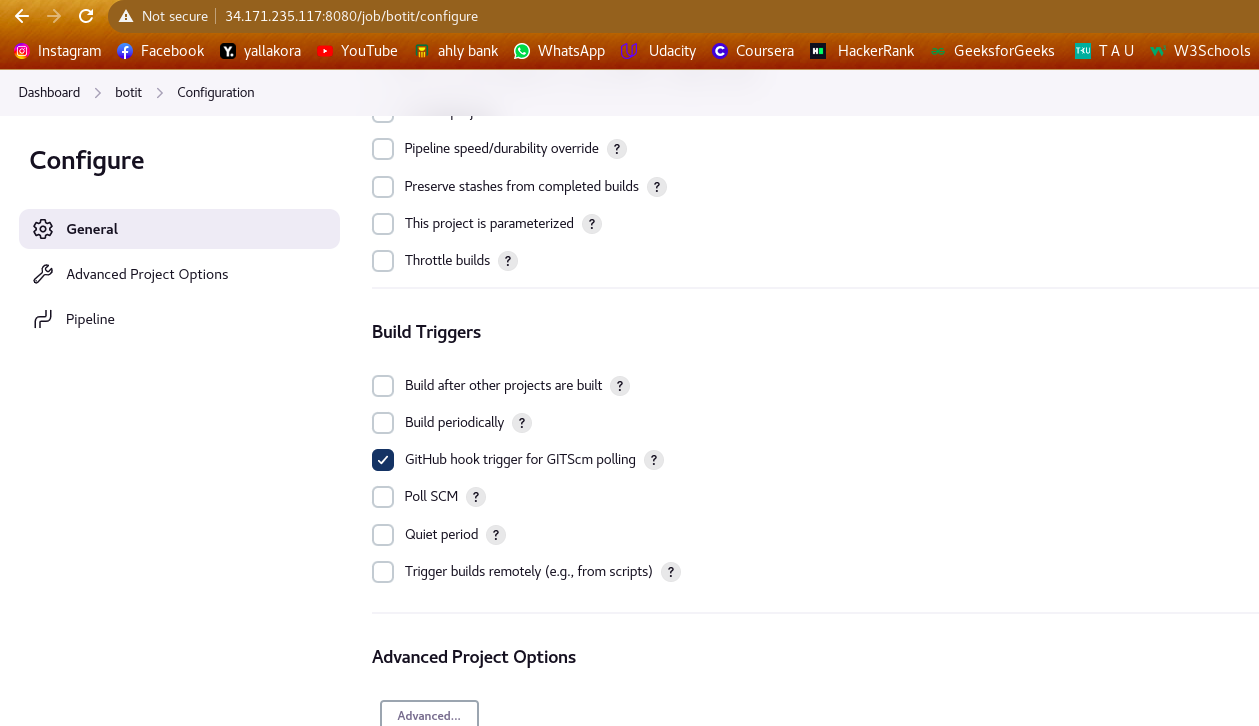 Not secure 34.171.235.117:8080/job/botit/configure
Instagram Facebook yallakora YouTube ahly bank WhatsApp Udacity Coursera HackerRank GeeksforGeeks T A U W3Schools
Dashboard botit Configuration
Configure
General
Advanced Project Options
Pipeline
Pipeline speed/durability override ?
Preserve stashes from completed builds ?
This project is parameterized ?
Throttle builds ?
Build Triggers
Build after other projects are built ?
Build periodically ?
GitHub hook trigger for GITScm polling ?
Poll SCM ?
Quiet period ?
Trigger builds remotely (e.g., from scripts) ?
Advanced Project Options
Advanced...